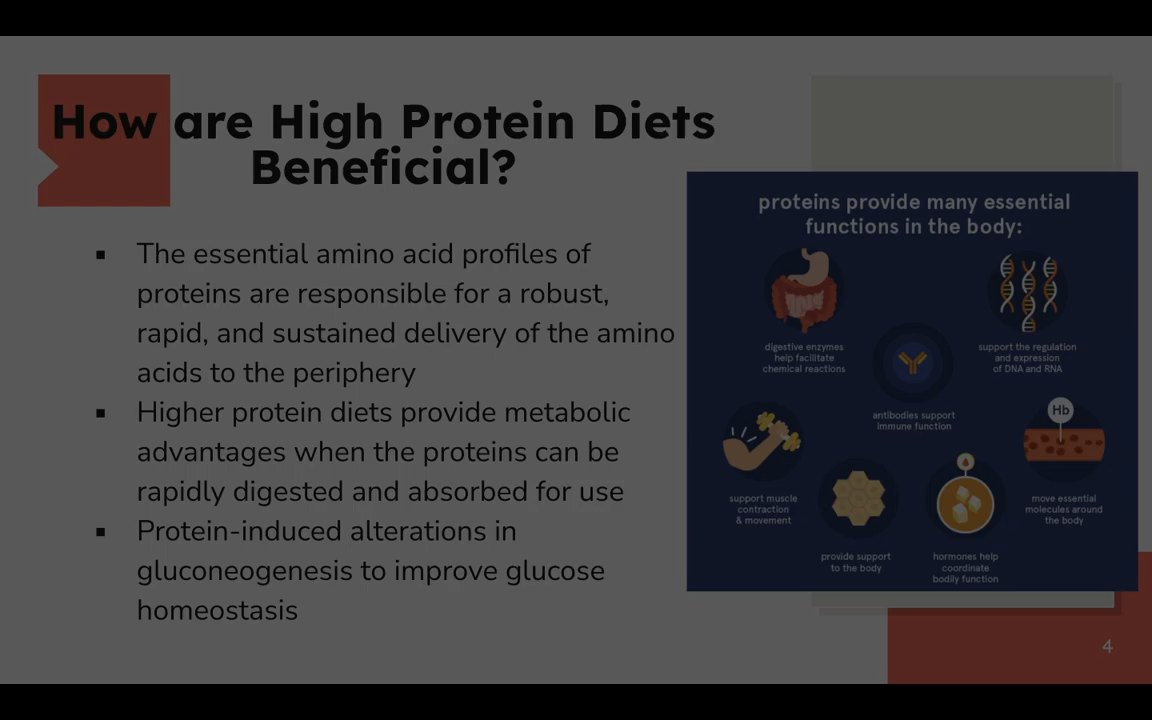 How are High Protein Diets
Beneficial?
▪ The essential amino acid profiles of
proteins are responsible for a robust,
rapid, and sustained delivery of the amino
acids to the periphery
▪ Higher protein diets provide metabolic
advantages when the proteins can be
rapidly digested and absorbed for use
▪ Protein-induced alterations in
gluconeogenesis to improve glucose
homeostasis
proteins provide many essential
functions in the body:
digestive enzymes
help facilitate
chemical reactions
support the regulation
and expression
of DNA and RNA
antibodies support
immune function
Hb
support muscle
contraction
& movement
move essential
molecules around
the body
provide support
to the body
hormones help
coordinate
bodily function
4